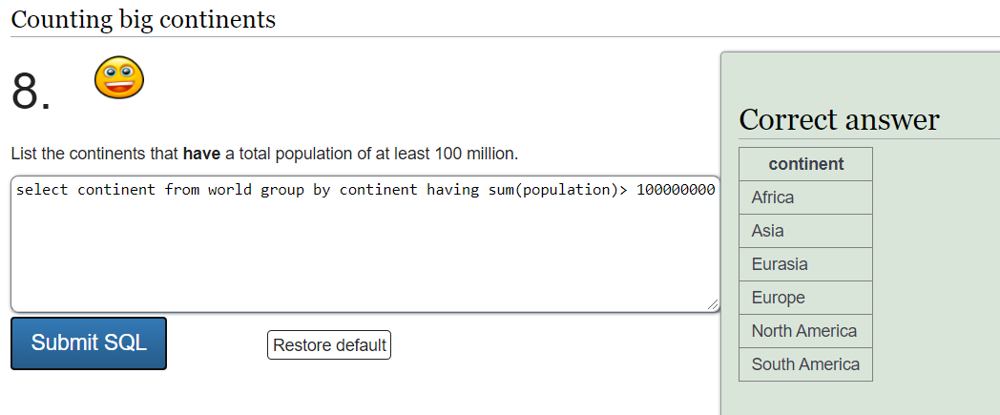 Counting big continents
8.
List the continents that have a total population of at least 100 million.
select continent from world group by continent having sum(population)> 100000000
Submit SQL
Restore default
Correct answer
continent
Africa
Asia
Eurasia
Europe
North America
South America